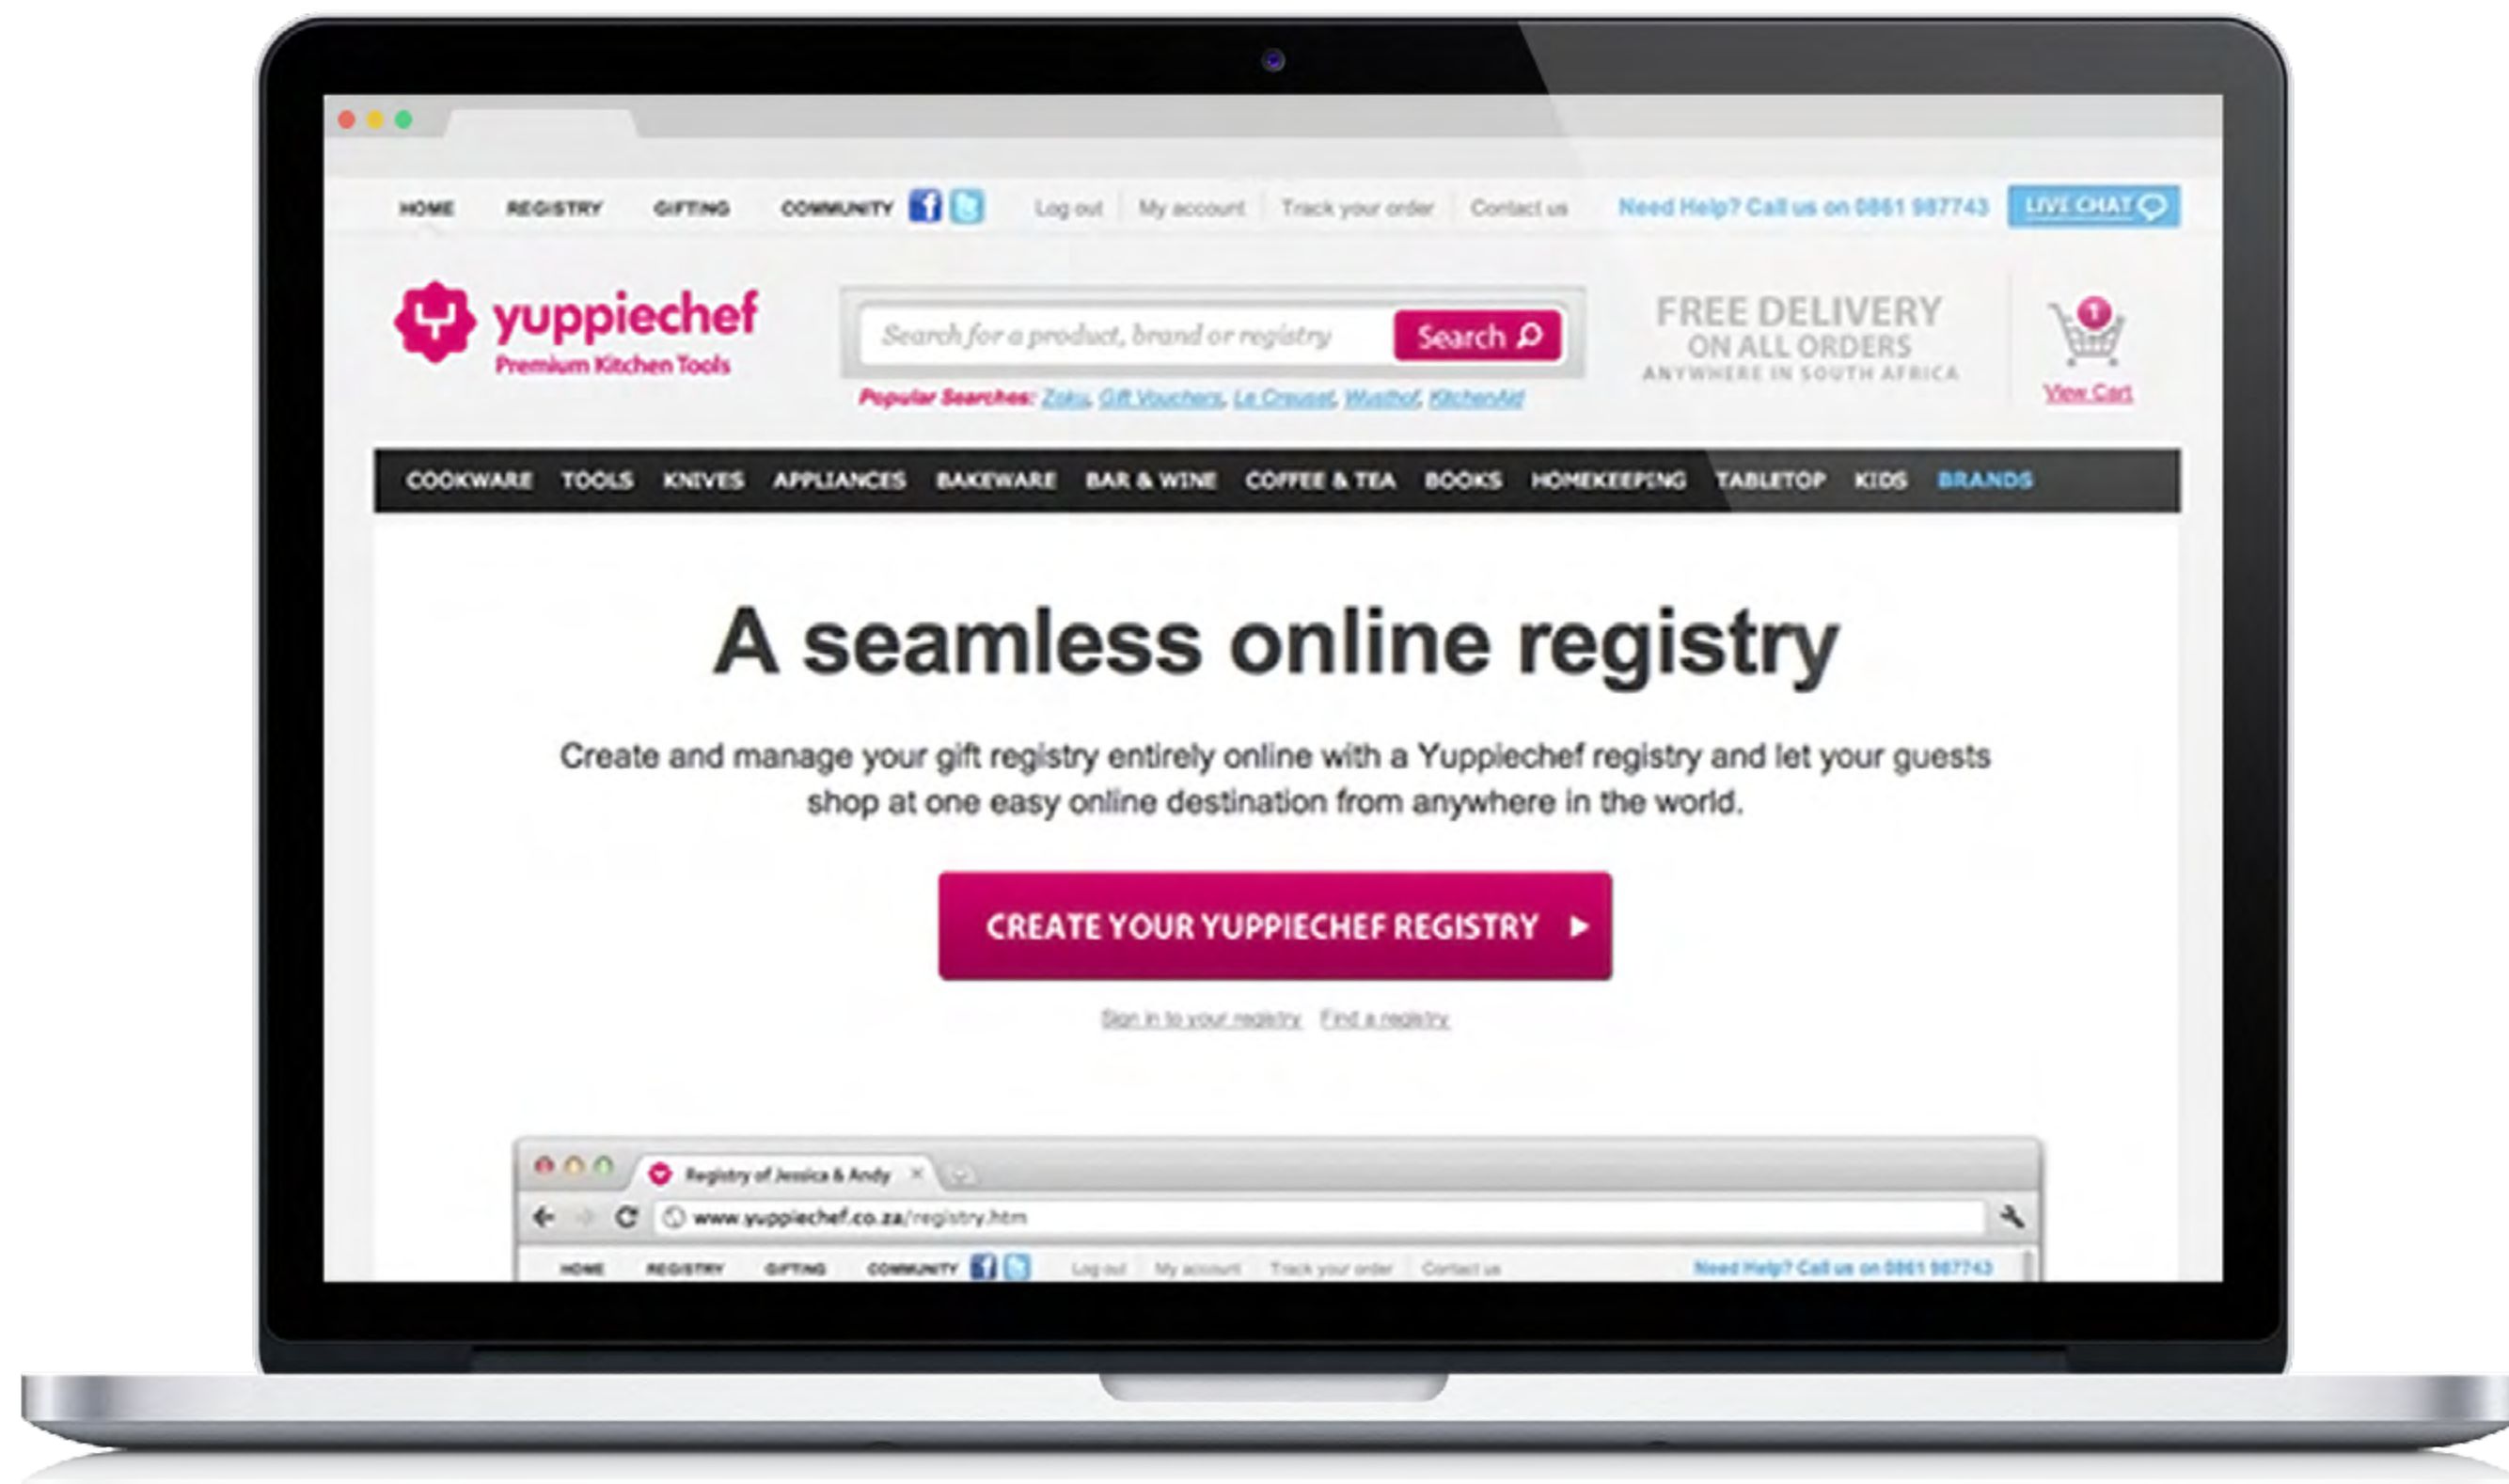 HOME REGISTRY GIFTING COMMUNITY Log out My account Track your order Contact us Need Help? Call us on 0861 987743 LIVE CHAT
yuppiechef
Premium Kitchen Tools
Search for a product, brand or registry Search
Popular Searches: Zoku, Gift Vouchers, Le Creuset, Wusthof, KitchenAid
FREE DELIVERY
ON ALL ORDERS
ANYWHERE IN SOUTH AFRICA
1
View Cart
COOKWARE TOOLS KNIVES APPLIANCES BAKEWARE BAR & WINE COFFEE & TEA BOOKS HOMEKEEPING TABLETOP KIDS BRANDS
A seamless online registry
Create and manage your gift registry entirely online with a Yuppiechef registry and let your guests
shop at one easy online destination from anywhere in the world.
CREATE YOUR YUPPIECHEF REGISTRY
Sign in to your registry Find a registry
Registry of Jessica & Andy
www.yuppiechef.co.za/registry.htm
HOME REGISTRY GIFTING COMMUNITY Log out My account Track your order Contact us Need Help? Call us on 0861 987743